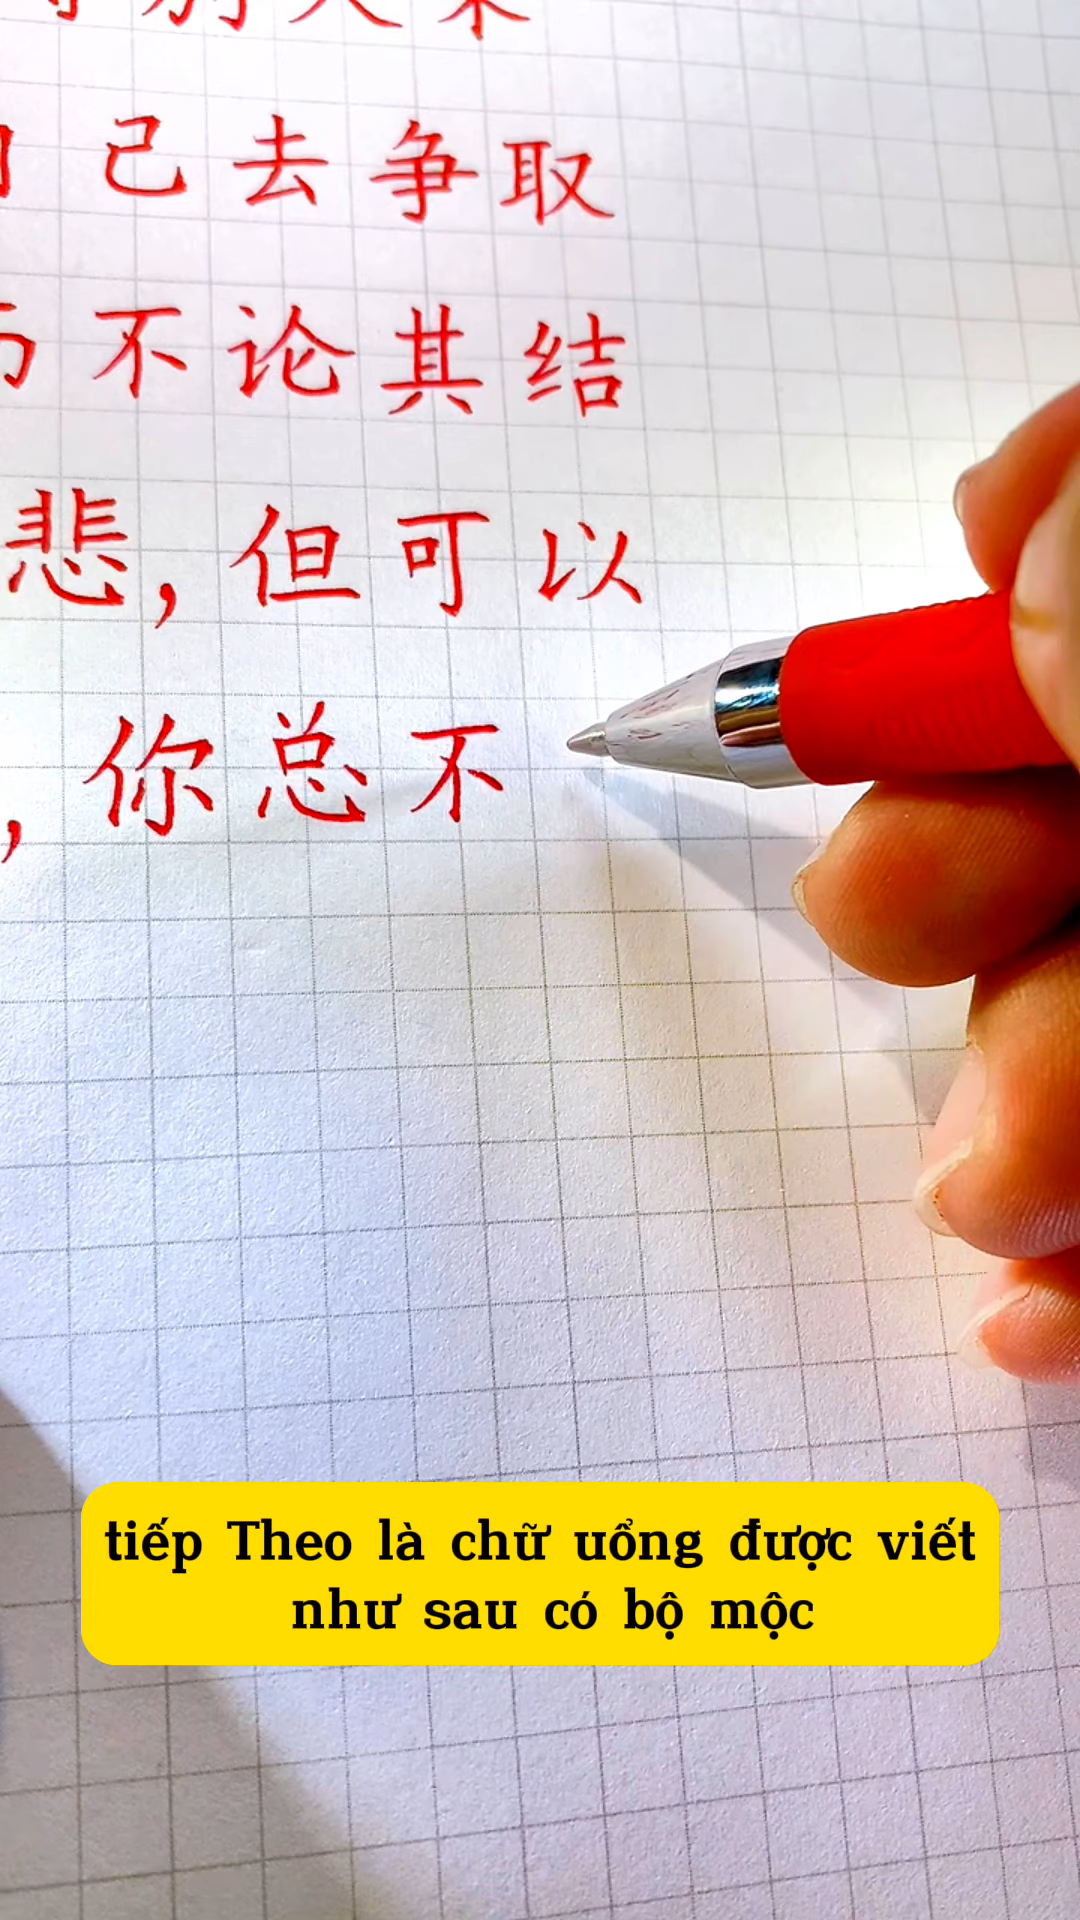 己去争取
不论其结
悲,但可以
,你总不
tiếp Theo là chữ uổng được viết
như sau có bộ mộc